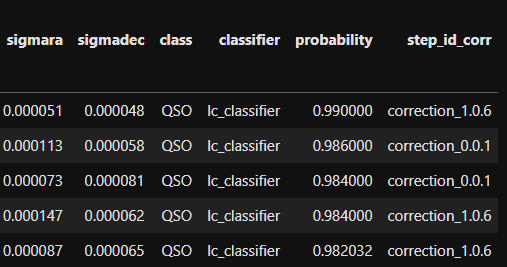 sigmara sigmadec class classifier probability step_id_corr
0.000051 0.000048 QSO lc_classifier 0.990000 correction_1.0.6
0.000113 0.000058 QSO lc_classifier 0.986000 correction_0.0.1
0.000073 0.000081 QSO lc_classifier 0.984000 correction_0.0.1
0.000147 0.000062 QSO lc_classifier 0.984000 correction_1.0.6
0.000087 0.000065 QSO lc_classifier 0.982032 correction_1.0.6